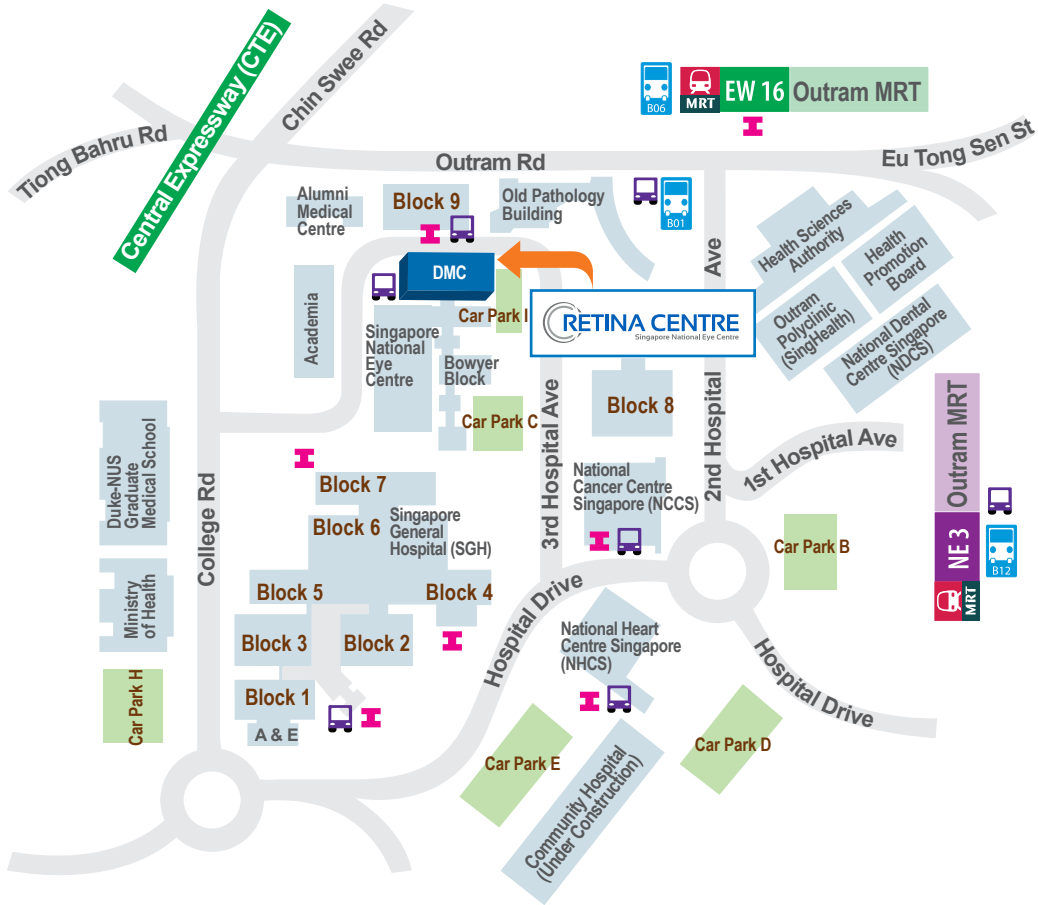 Central Expressway (CTE)
Chin Swee Rd
Tiong Bahru Rd
Outram Rd
Eu Tong Sen St
B06
MRT
EW 16
Outram MRT
Alumni
Medical
Centre
Block 9
Old Pathology
Building
B01
DMC
Car Park I
RETINA CENTRE
Singapore National Eye Centre
Health Sciences
Authority
Health
Promotion
Board
Outram
Polyclinic
(SingHealth)
National Dental
Centre Singapore
(NDCS)
Academia
Singapore
National
Eye
Centre
Bowyer
Block
Car Park C
Block 8
3rd Hospital Ave
2nd Hospital
Ave
1st Hospital Ave
Outram MRT
NE 3
MRT
B12
Duke-NUS
Graduate
Medical School
College Rd
Block 7
Block 6
Singapore
General
Hospital (SGH)
National
Cancer Centre
Singapore (NCCS)
Car Park B
Ministry
of Health
Block 5
Block 4
Block 3
Block 2
Block 1
A & E
Car Park H
Hospital Drive
National Heart
Centre Singapore
(NHCS)
Hospital Drive
Car Park E
Car Park D
Community Hospital
(Under Construction)